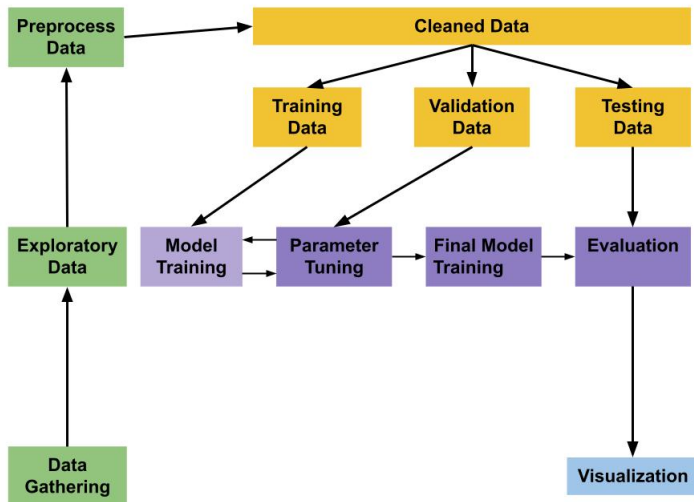 Preprocess
Data
Cleaned Data
Training
Data
Validation
Data
Testing
Data
Exploratory
Data
Model
Training
Parameter
Tuning
Final Model
Training
Evaluation
Data
Gathering
Visualization